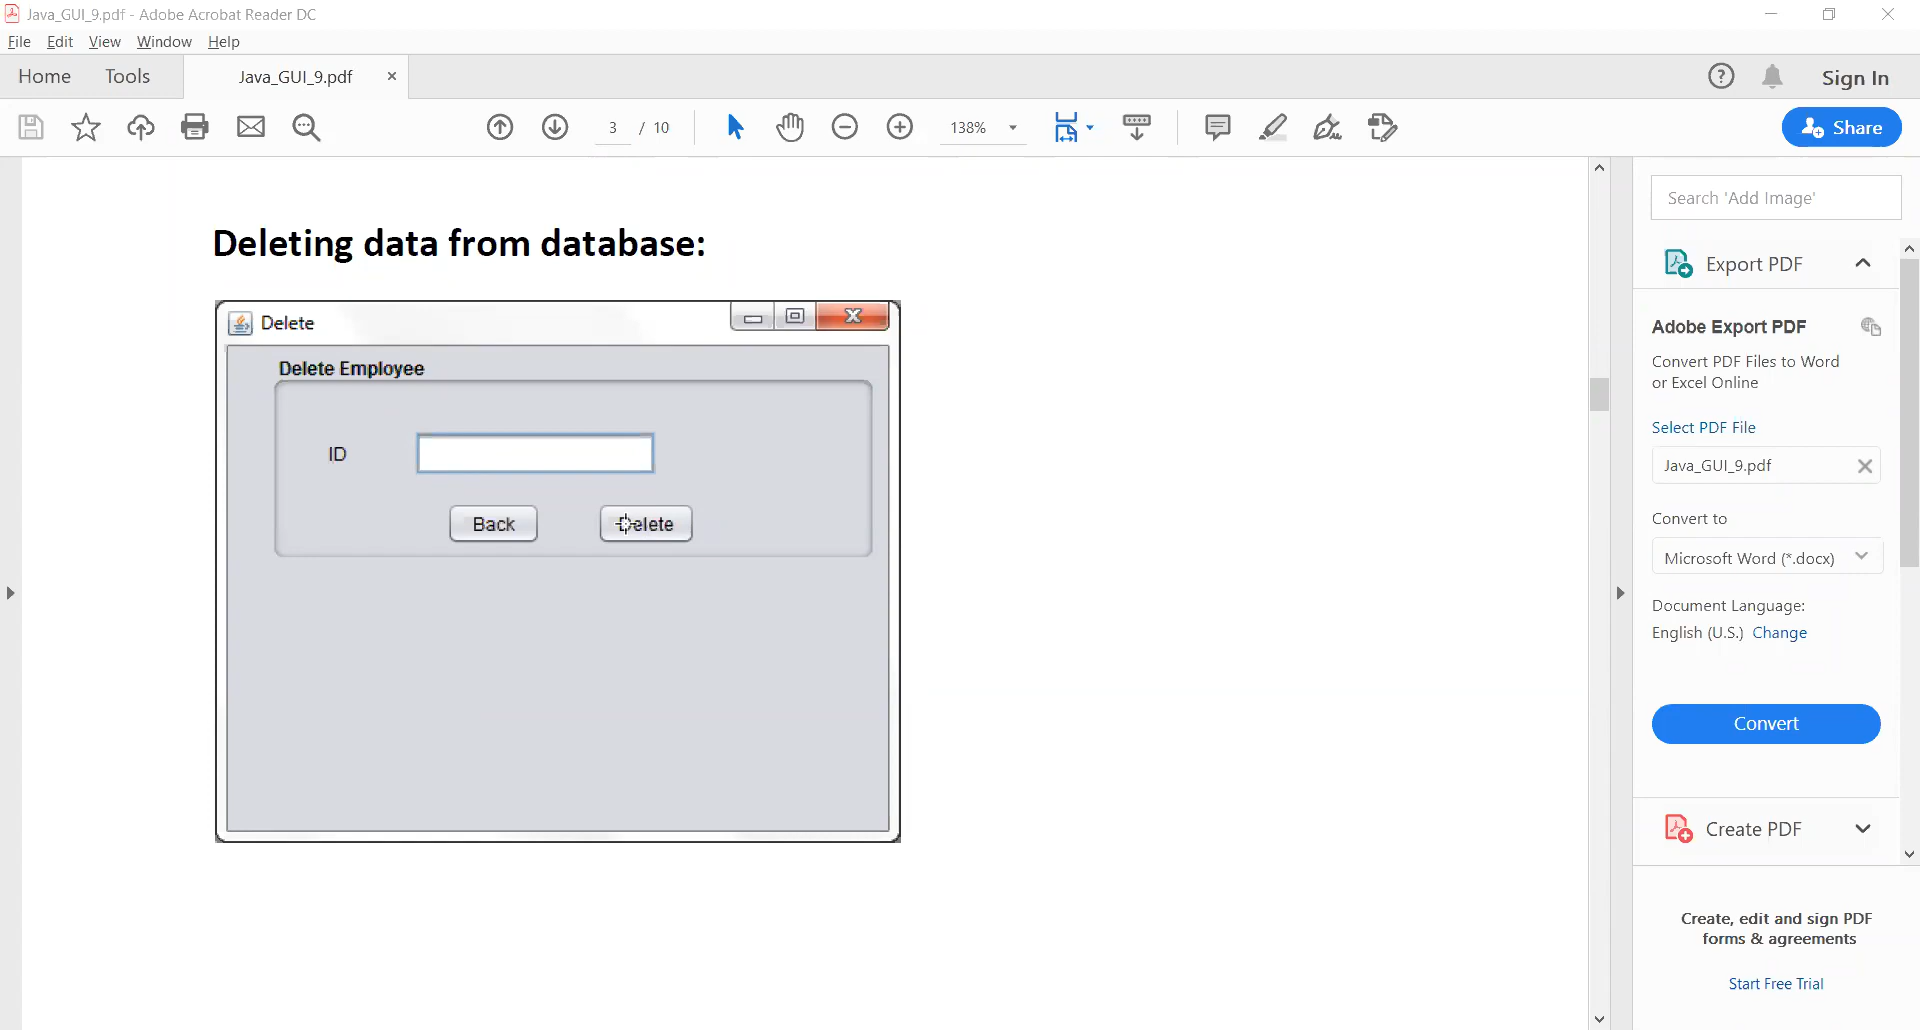 Java_GUI_9.pdf - Adobe Acrobat Reader DC
File Edit View Window Help
Home Tools Java_GUI_9.pdf × ? Sign In
3 / 10 138% Share
Search 'Add Image'
Deleting data from database:
Export PDF
Delete
Adobe Export PDF
Convert PDF Files to Word
or Excel Online
Delete Employee
Select PDF File
ID
Java_GUI_9.pdf
Convert to
Back Delete
Microsoft Word (*.docx)
Document Language:
English (U.S.) Change
Convert
Create PDF
Create, edit and sign PDF
forms & agreements
Start Free Trial